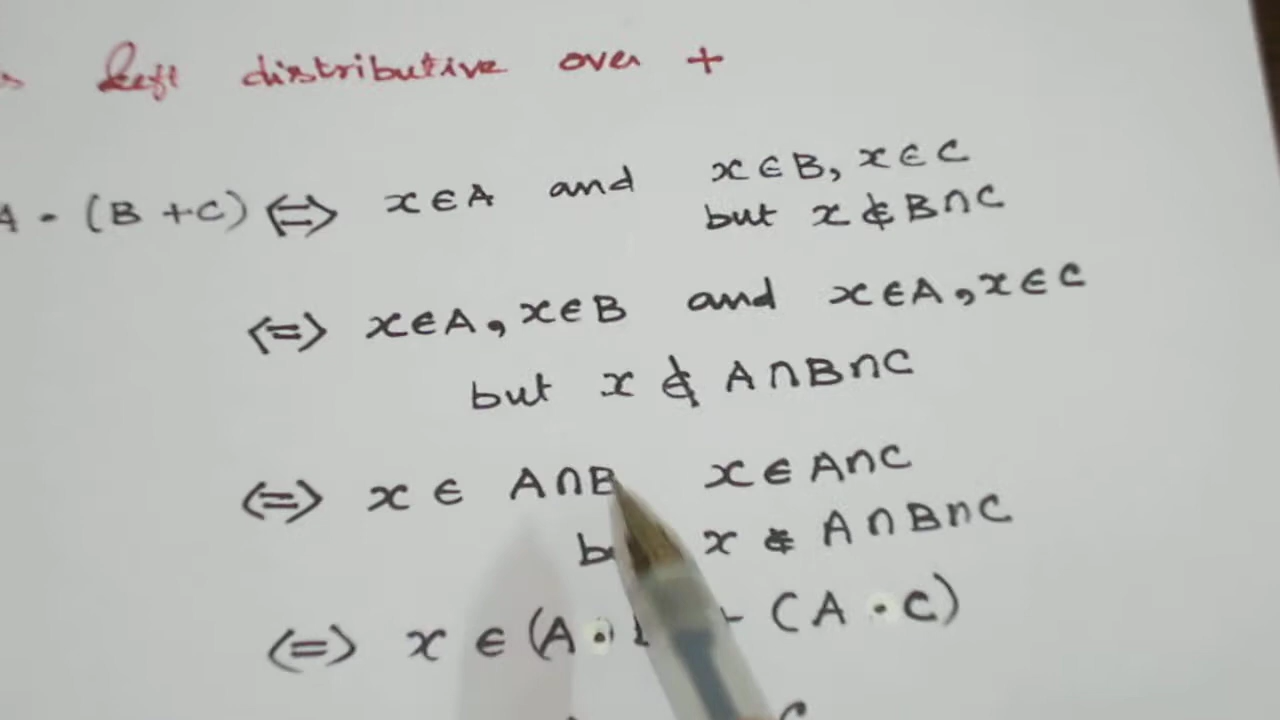 left distributive over +
A • (B + C) ⟺ x ∈ A and x ∈ B, x ∈ C
but x ∉ B ∩ C
⟺ x ∈ A, x ∈ B and x ∈ A, x ∈ C
but x ∉ A ∩ B ∩ C
⟺ x ∈ A ∩ B x ∈ A ∩ C
x ∉ A ∩ B ∩ C
⟺ x ∈ (A • (A • C)